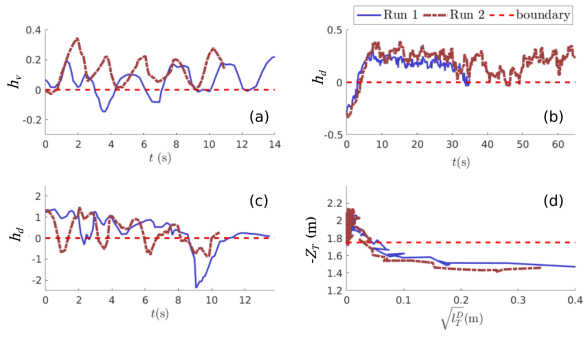 Run 1 Run 2 boundary
0.4
0.2
0
-0.2
h_v
(a)
0 2 4 6 8 10 12 14
t (s)
0.5
0
-0.5
h_d
(b)
0 10 20 30 40 50 60
t(s)
2
1
0
-1
-2
h_d
(c)
0 2 4 6 8 10 12
t(s)
2.2
2
1.8
1.6
1.4
1.2
-Z_T (m)
(d)
0 0.1 0.2 0.3 0.4
√l_T^D(m)